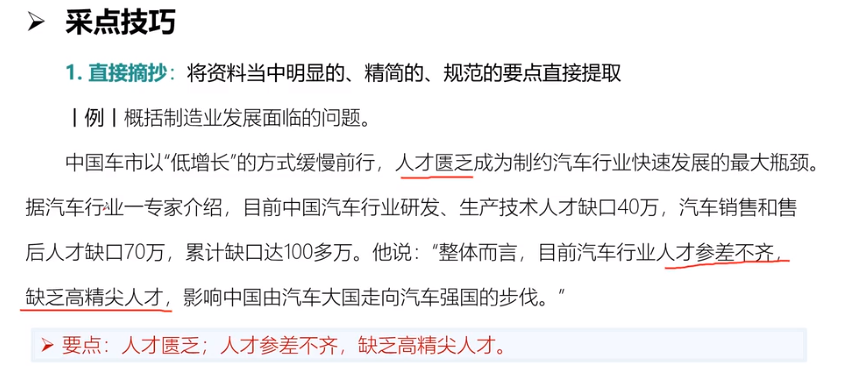 ➤ 采点技巧
1. 直接摘抄：将资料当中明显的、精简的、规范的要点直接提取
丨例丨概括制造业发展面临的问题。
中国车市以“低增长”的方式缓慢前行，人才匮乏成为制约汽车行业快速发展的最大瓶颈。
据汽车行业一专家介绍，目前中国汽车行业研发、生产技术人才缺口40万，汽车销售和售
后人才缺口70万，累计缺口达100多万。他说：“整体而言，目前汽车行业人才参差不齐，
缺乏高精尖人才，影响中国由汽车大国走向汽车强国的步伐。”
➤ 要点：人才匮乏；人才参差不齐，缺乏高精尖人才。